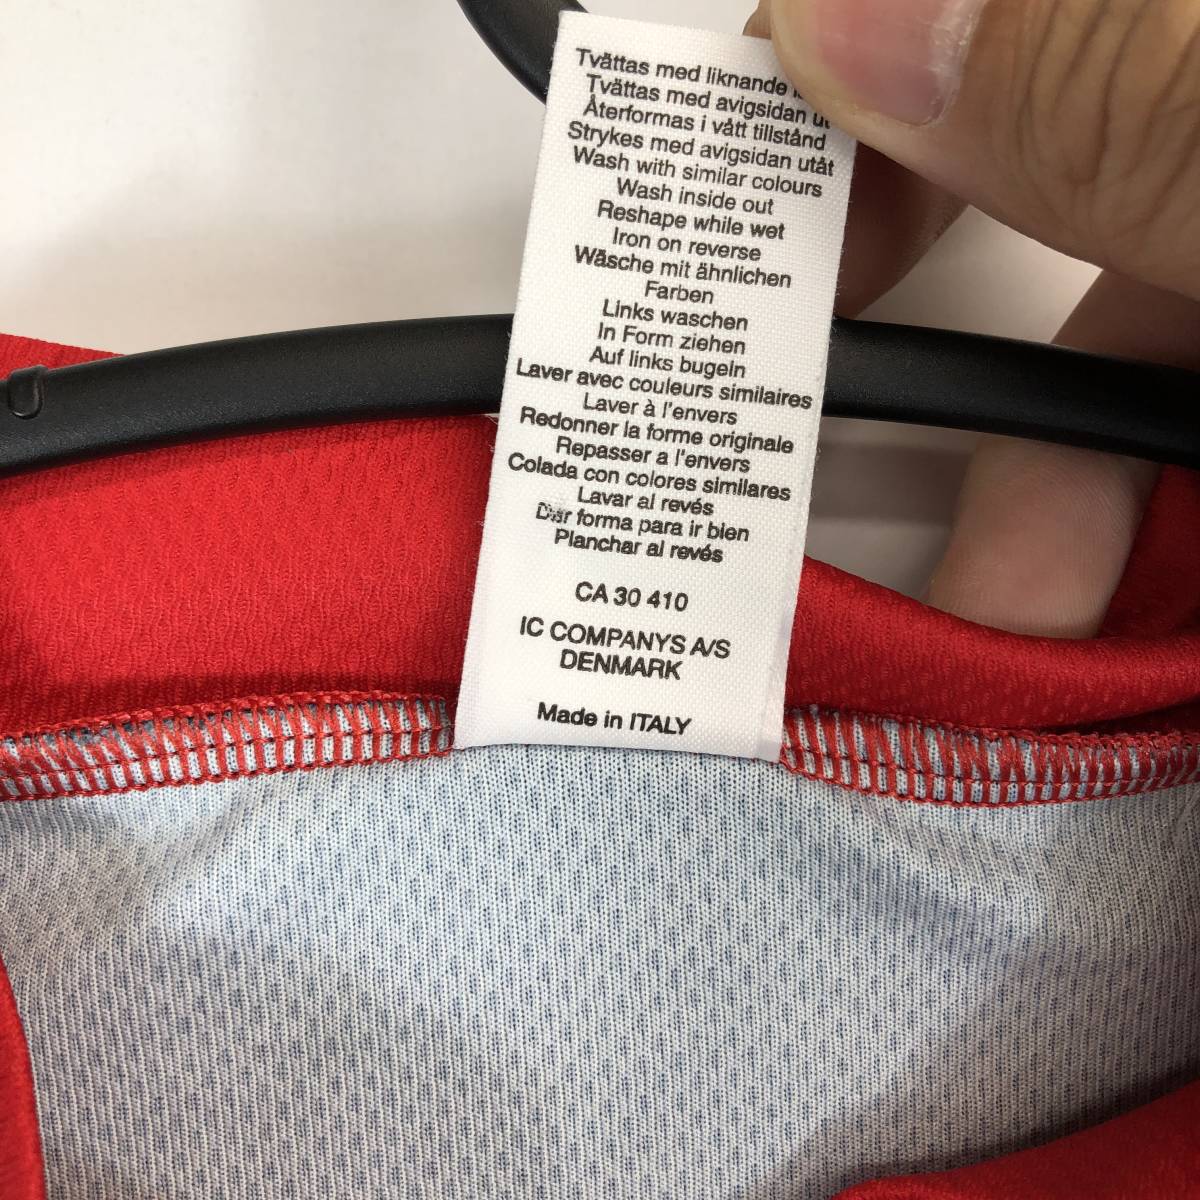 Tvättas med liknande
Tvättas med avigsidan ut
Återformas i vått tillstånd
Strykes med avigsidan utåt
Wash with similar colours
Wash inside out
Reshape while wet
Iron on reverse
Wäsche mit ähnlichen
Farben
Links waschen
In Form ziehen
Auf links bugeln
Laver avec couleurs similaires
Laver à l'envers
Redonner la forme originale
Repasser a l'envers
Colada con colores similares
Lavar al revés
Dar forma para ir bien
Planchar al revés
CA 30 410
IC COMPANYS A/S
DENMARK
Made in ITALY